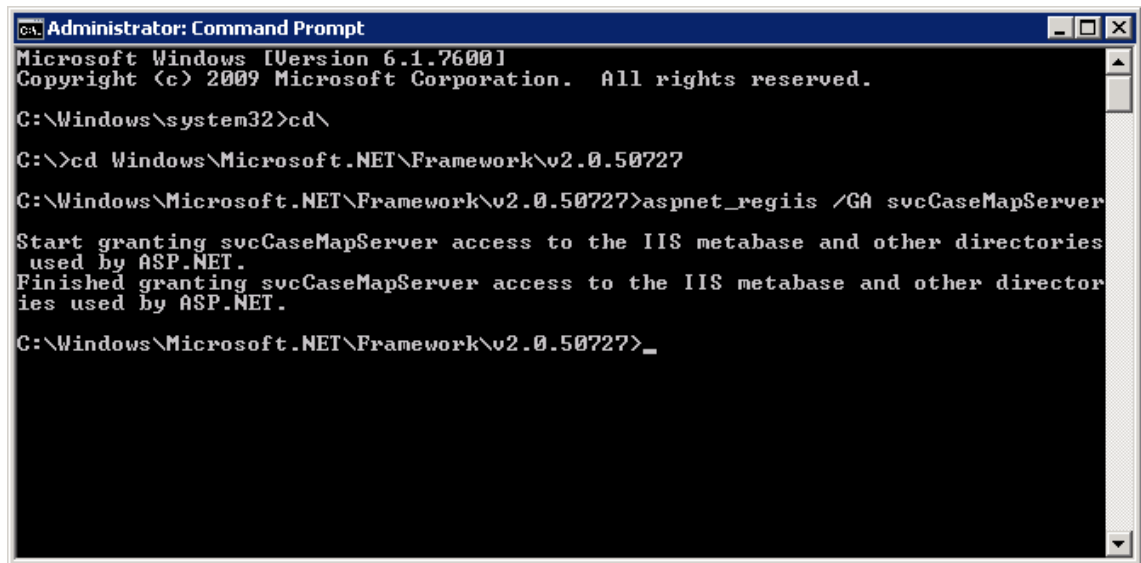 Administrator: Command Prompt
Microsoft Windows [Version 6.1.7600]
Copyright (c) 2009 Microsoft Corporation.  All rights reserved.
C:\Windows\system32>cd\
C:\>cd Windows\Microsoft.NET\Framework\v2.0.50727
C:\Windows\Microsoft.NET\Framework\v2.0.50727>aspnet_regiis /GA svcCaseMapServer
Start granting svcCaseMapServer access to the IIS metabase and other directories
 used by ASP.NET.
Finished granting svcCaseMapServer access to the IIS metabase and other director
ies used by ASP.NET.
C:\Windows\Microsoft.NET\Framework\v2.0.50727>_